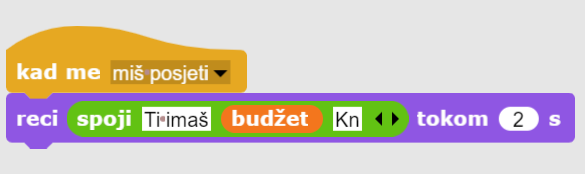 kad me miš posjeti
reci spoji Ti imaš budžet Kn tokom 2 s